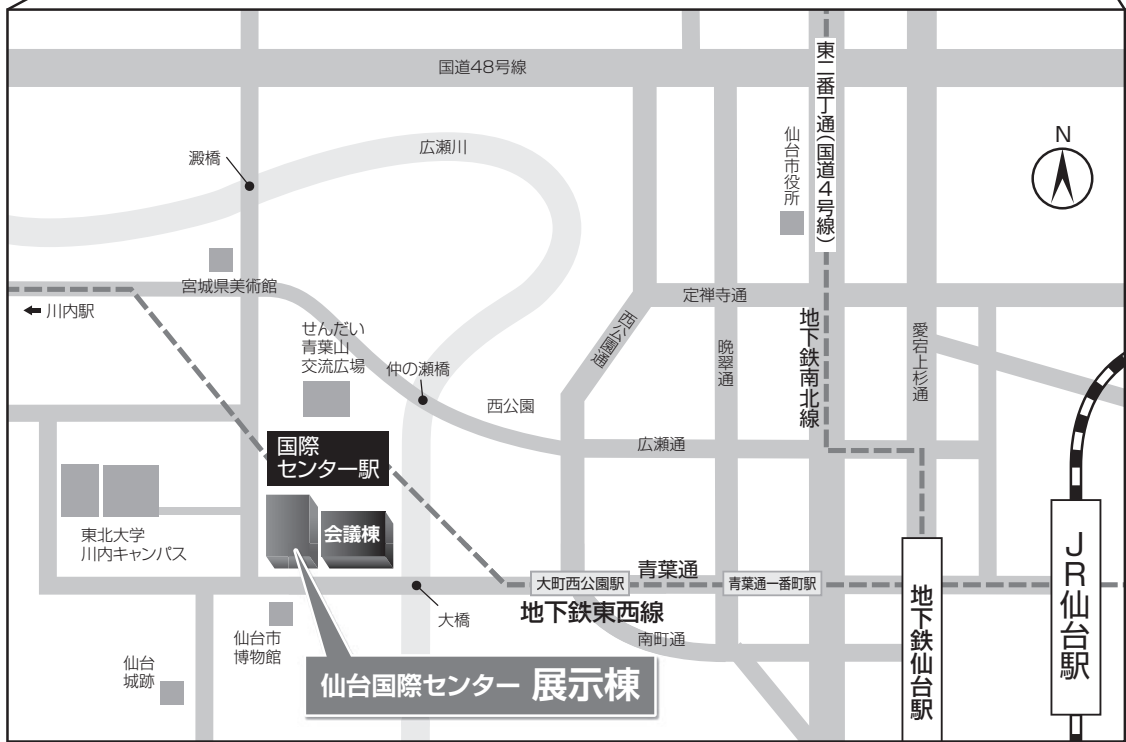 国道48号線
東二番丁通(国道4号線)
N
仙台市役所
広瀬川
澱橋
宮城県美術館
← 川内駅
定禅寺通
せんだい
青葉山
交流広場
仲の瀬橋
西公園
西公園通
晩翠通
地下鉄南北線
愛宕上杉通
広瀬通
国際
センター駅
会議棟
東北大学
川内キャンパス
大町西公園駅
青葉通
青葉通一番町駅
地下鉄東西線
大橋
南町通
仙台市
博物館
仙台
城跡
仙台国際センター 展示棟
地下鉄仙台駅
JR仙台駅